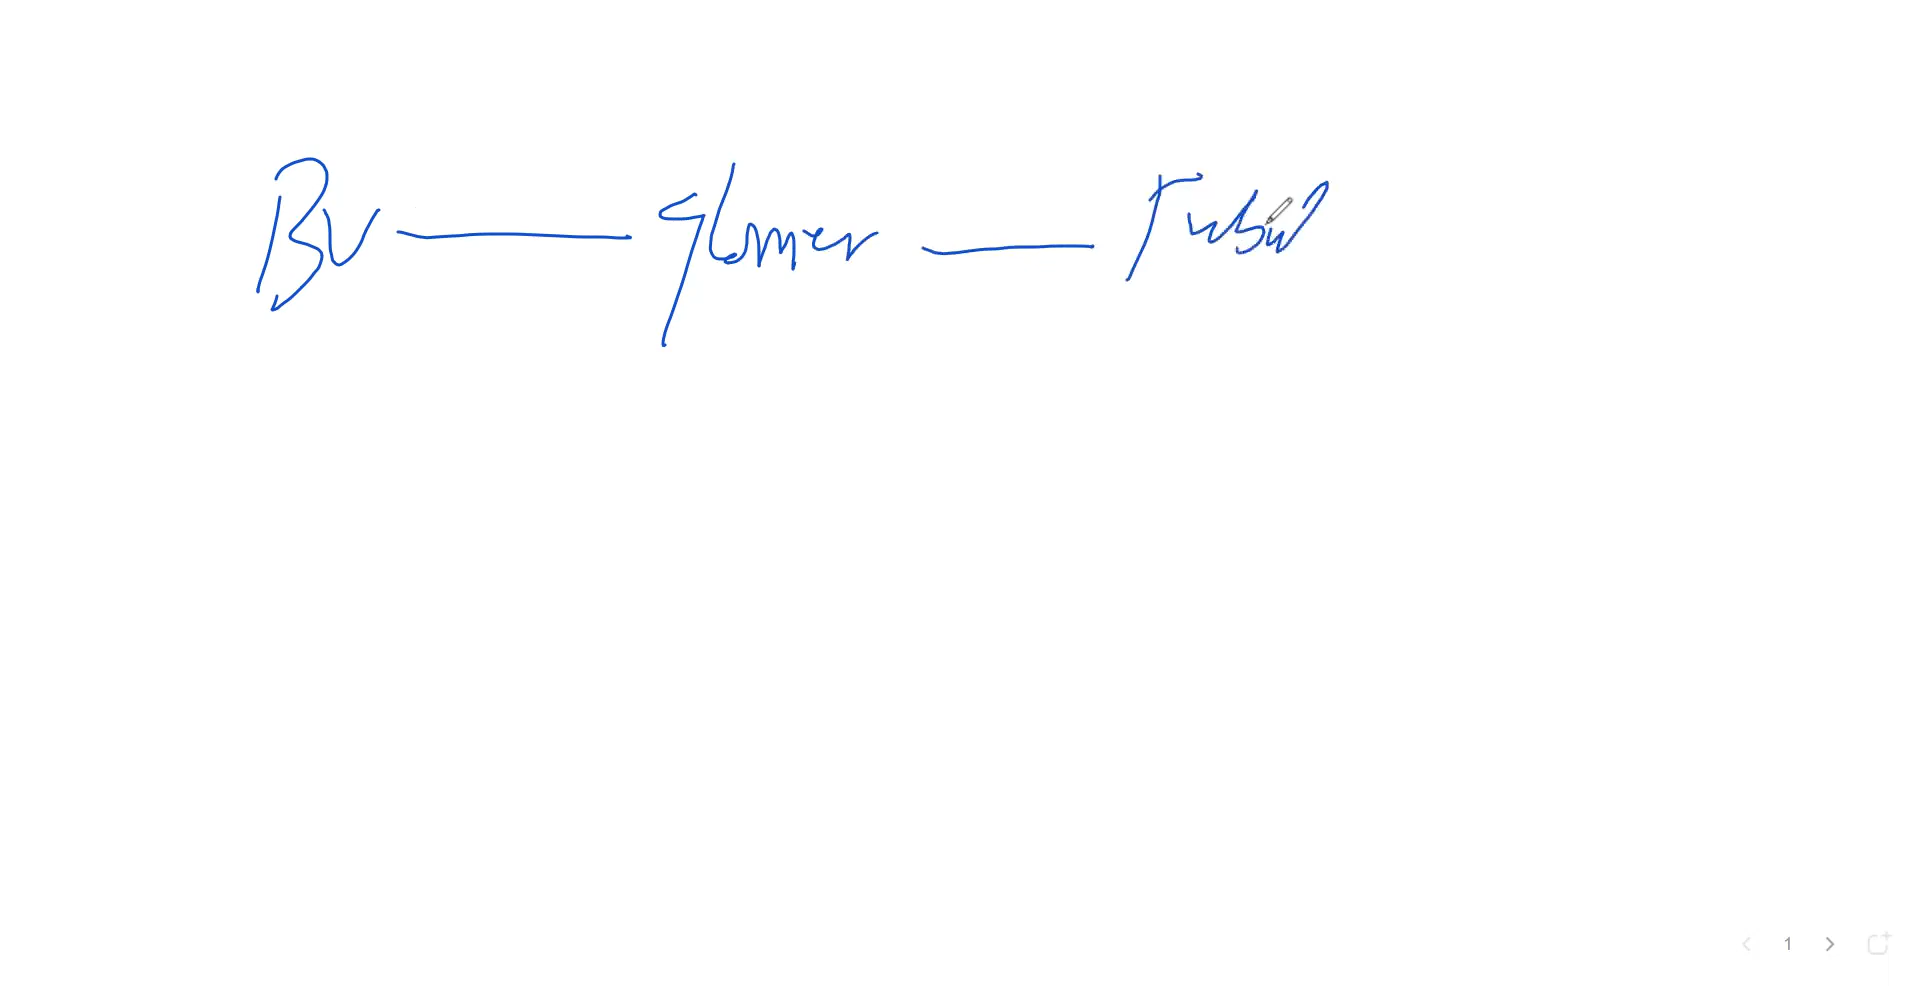 Bv — glomer — Tubul
1